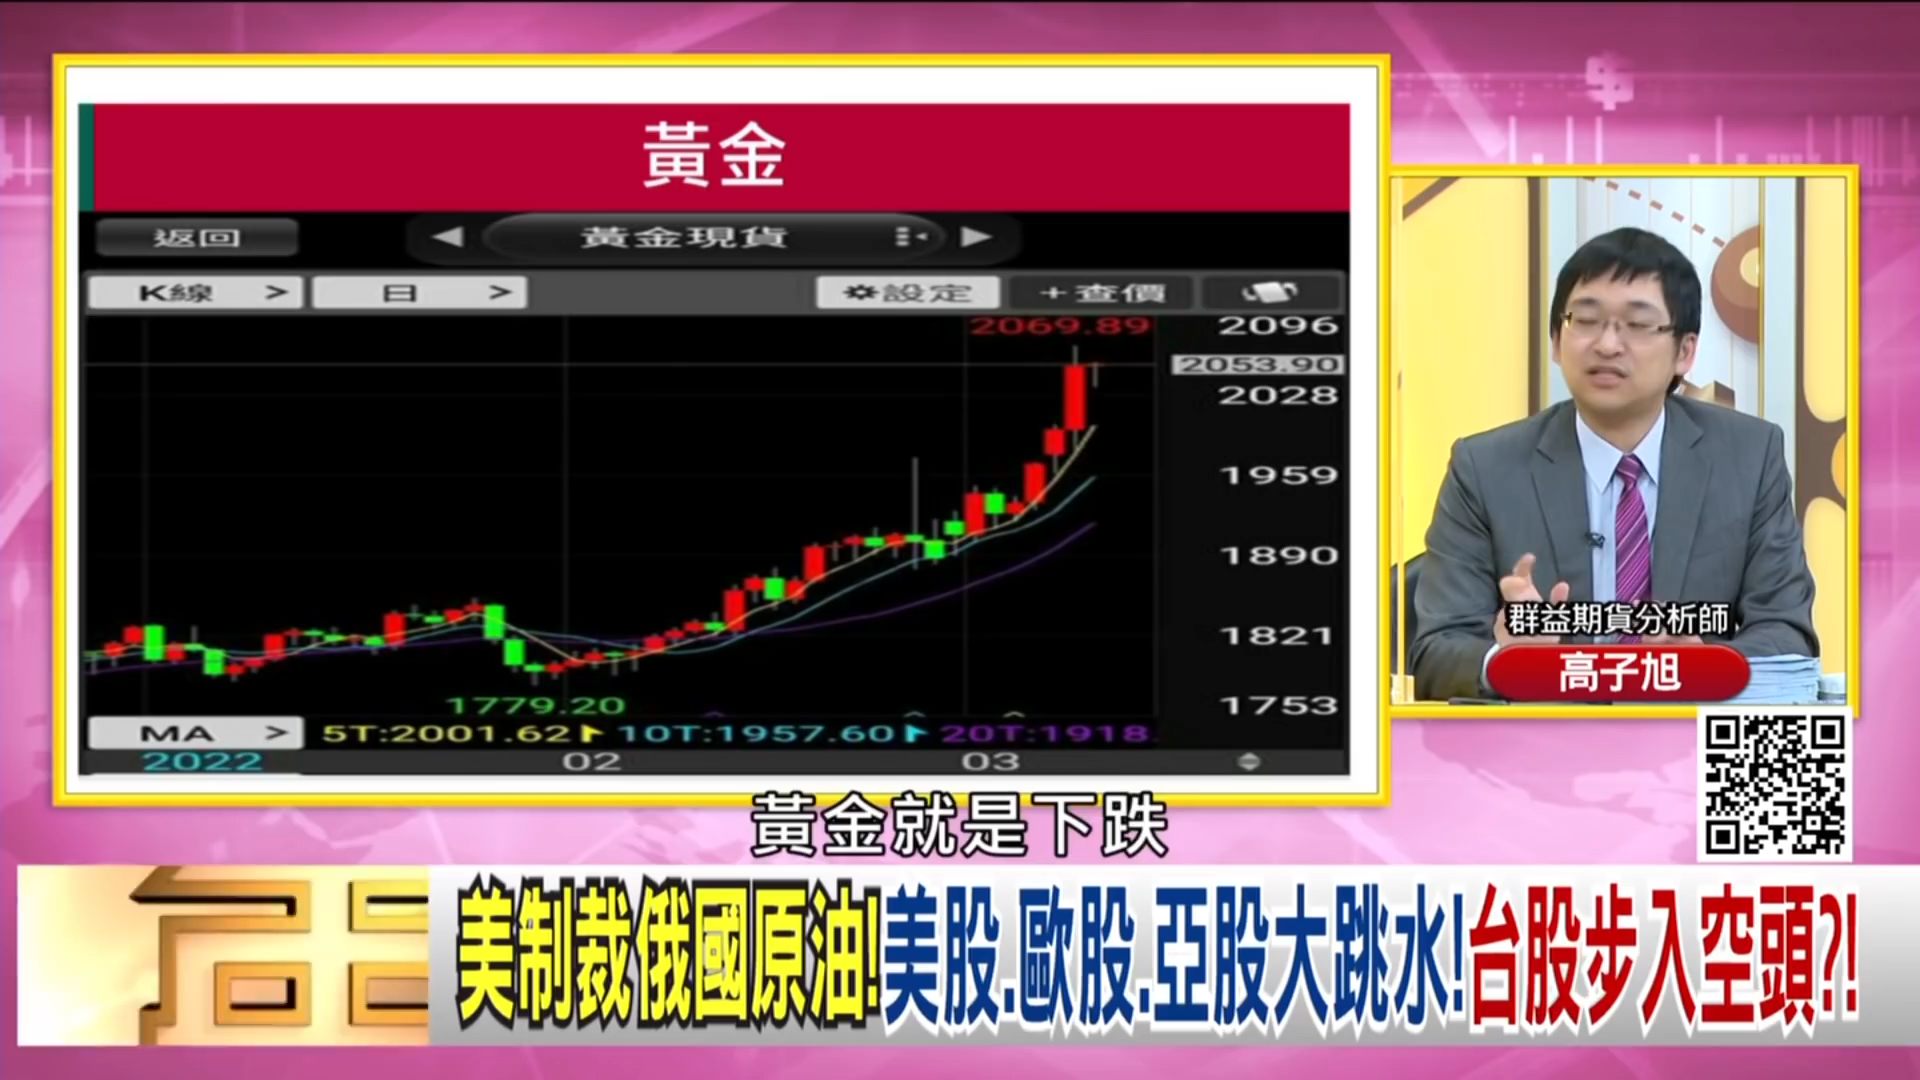 黃金
返回
黃金現貨
K線 >
日 >
設定
+查價
2069.89
2096
2053.90
2028
1959
1890
1821
1753
1779.20
MA >
5T:2001.62
10T:1957.60
20T:1918.
2022
02
03
群益期貨分析師
高子旭
黃金就是下跌
美制裁俄國原油!美股.歐股.亞股大跳水!台股步入空頭?!